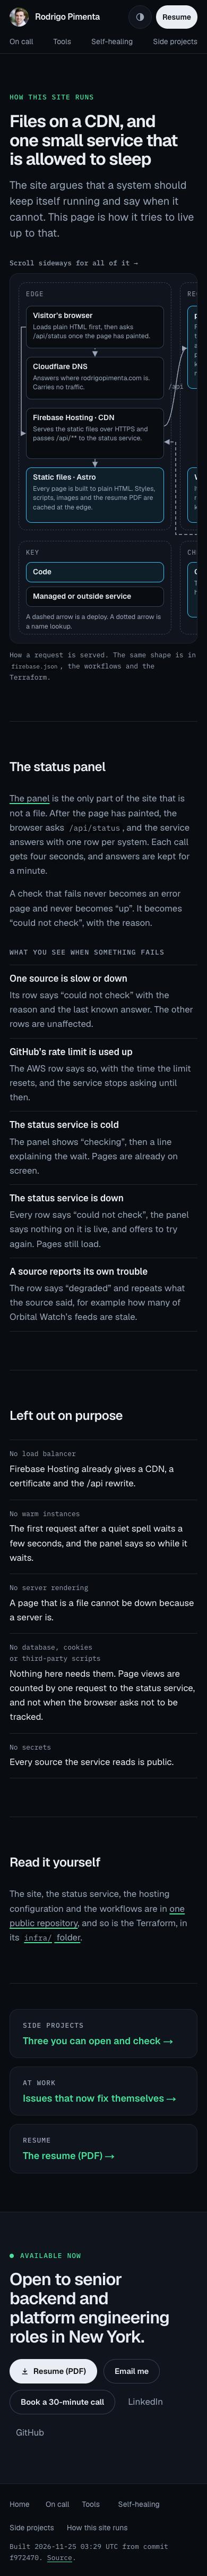 Rodrigo Pimenta
Resume
On call
Tools
Self-healing
Side projects
HOW THIS SITE RUNS
Files on a CDN, and
one small service that
is allowed to sleep
The site argues that a system should
keep itself running and say when it
cannot. This page is how it tries to live
up to that.
Scroll sideways for all of it →
EDGE
Visitor's browser
Loads plain HTML first, then asks
/api/status once the page has painted.
Cloudflare DNS
Answers where rodrigopimenta.com is.
Carries no traffic.
Firebase Hosting · CDN
Serves the static files over HTTPS and
passes /api/** to the status service.
/api
Static files · Astro
Every page is built to plain HTML. Styles,
scripts, images and the resume PDF are
cached at the edge.
KEY
Code
Managed or outside service
A dashed arrow is a deploy. A dotted arrow is
a name lookup.
How a request is served. The same shape is in
firebase.json, the workflows and the
Terraform.
The status panel
The panel is the only part of the site that is
not a file. After the page has painted, the
browser asks /api/status, and the service
answers with one row per system. Each call
gets four seconds, and answers are kept for
a minute.
A check that fails never becomes an error
page and never becomes “up”. It becomes
“could not check”, with the reason.
WHAT YOU SEE WHEN SOMETHING FAILS
One source is slow or down
Its row says “could not check” with the
reason and the last known answer. The other
rows are unaffected.
GitHub's rate limit is used up
The AWS row says so, with the time the limit
resets, and the service stops asking until
then.
The status service is cold
The panel shows “checking”, then a line
explaining the wait. Pages are already on
screen.
The status service is down
Every row says “could not check”, the panel
says nothing on it is live, and offers to try
again. Pages still load.
A source reports its own trouble
The row says “degraded” and repeats what
the source said, for example how many of
Orbital Watch's feeds are stale.
Left out on purpose
No load balancer
Firebase Hosting already gives a CDN, a
certificate and the /api rewrite.
No warm instances
The first request after a quiet spell waits a
few seconds, and the panel says so while it
waits.
No server rendering
A page that is a file cannot be down because
a server is.
No database, cookies
or third-party scripts
Nothing here needs them. Page views are
counted by one request to the status service,
and not when the browser asks not to be
tracked.
No secrets
Every source the service reads is public.
Read it yourself
The site, the status service, the hosting
configuration and the workflows are in one
public repository, and so is the Terraform, in
its infra/ folder.
SIDE PROJECTS
Three you can open and check →
AT WORK
Issues that now fix themselves →
RESUME
The resume (PDF) →
AVAILABLE NOW
Open to senior
backend and
platform engineering
roles in New York.
Resume (PDF)
Email me
Book a 30-minute call
LinkedIn
GitHub
Home
On call
Tools
Self-healing
Side projects
How this site runs
Built 2026-11-25 03:29 UTC from commit
f972470. Source.